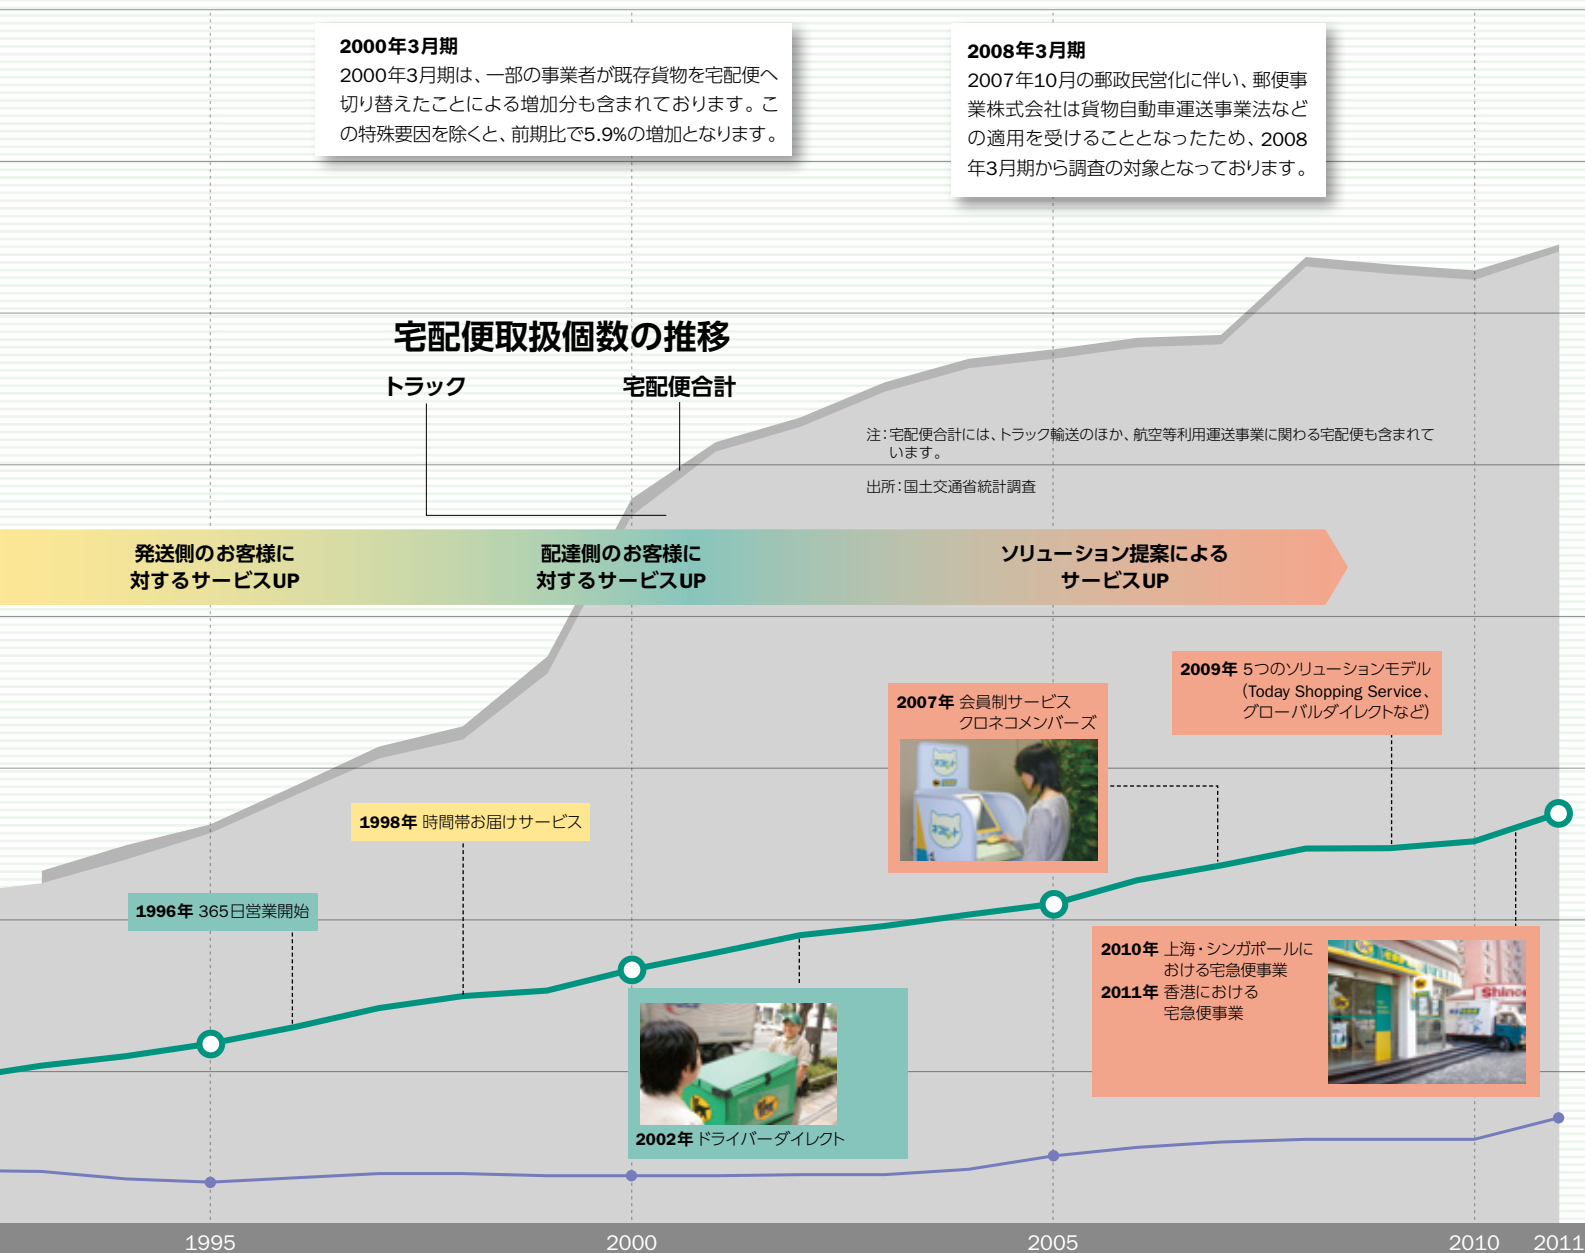 2000年3月期
2000年3月期は、一部の事業者が既存貨物を宅配便へ
切り替えたことによる増加分も含まれております。こ
の特殊要因を除くと、前期比で5.9%の増加となります。
2008年3月期
2007年10月の郵政民営化に伴い、郵便事
業株式会社は貨物自動車運送事業法など
の適用を受けることとなったため、2008
年3月期から調査の対象となっております。
宅配便取扱個数の推移
トラック
宅配便合計
注：宅配便合計には、トラック輸送のほか、航空等利用運送事業に関わる宅配便も含まれて
います。
出所：国土交通省統計調査
発送側のお客様に
対するサービスUP
配達側のお客様に
対するサービスUP
ソリューション提案による
サービスUP
2009年 5つのソリューションモデル
（Today Shopping Service、
グローバルダイレクトなど）
2007年 会員制サービス
クロネコメンバーズ
ネコピット
ネコピット
1998年 時間帯お届けサービス
1996年 365日営業開始
2010年 上海・シンガポールに
おける宅急便事業
2011年 香港における
宅急便事業
2002年 ドライバーダイレクト
1995
2000
2005
2010
2011